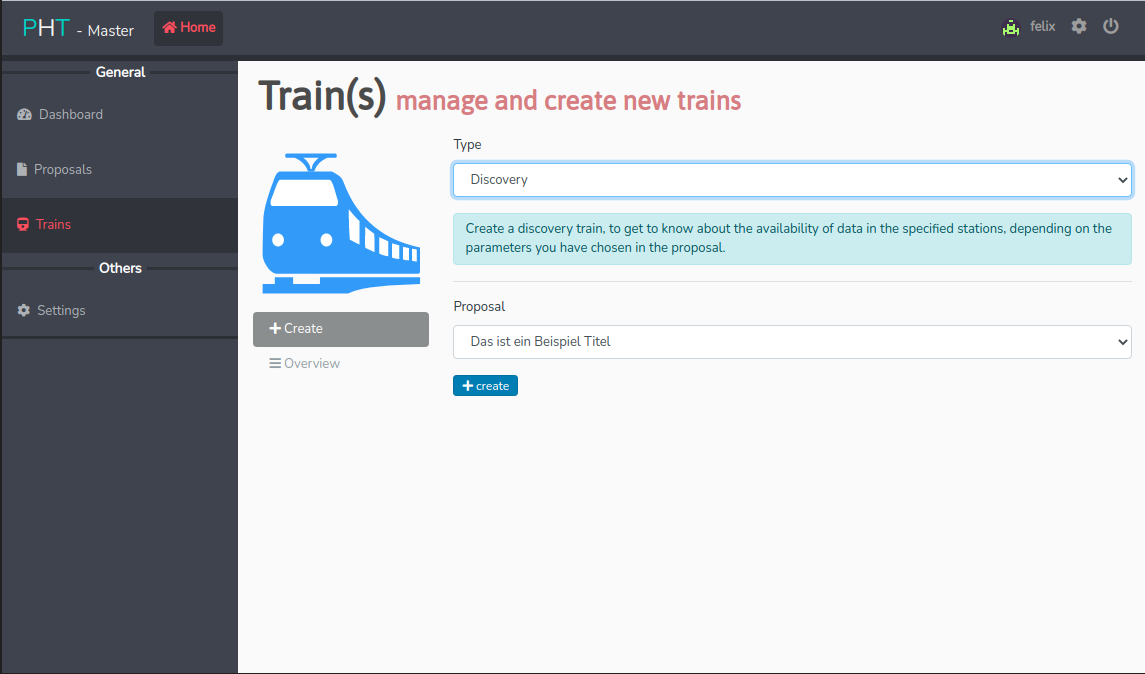 PHT - Master
Home
felix
General
Dashboard
Proposals
Trains
Others
Settings
Train(s) manage and create new trains
Create
Overview
Type
Discovery
Create a discovery train, to get to know about the availability of data in the specified stations, depending on the
parameters you have chosen in the proposal.
Proposal
Das ist ein Beispiel Titel
create